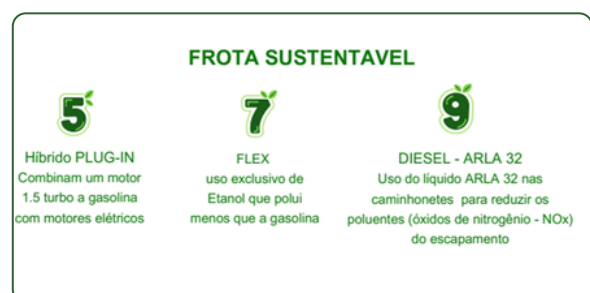 FROTA SUSTENTAVEL
5
Híbrido PLUG-IN
Combinam um motor
1.5 turbo a gasolina
com motores elétricos
7
FLEX
uso exclusivo de
Etanol que polui
menos que a gasolina
9
DIESEL - ARLA 32
Uso do líquido ARLA 32 nas
caminhonetes para reduzir os
poluentes (óxidos de nitrogênio - NOx)
do escapamento